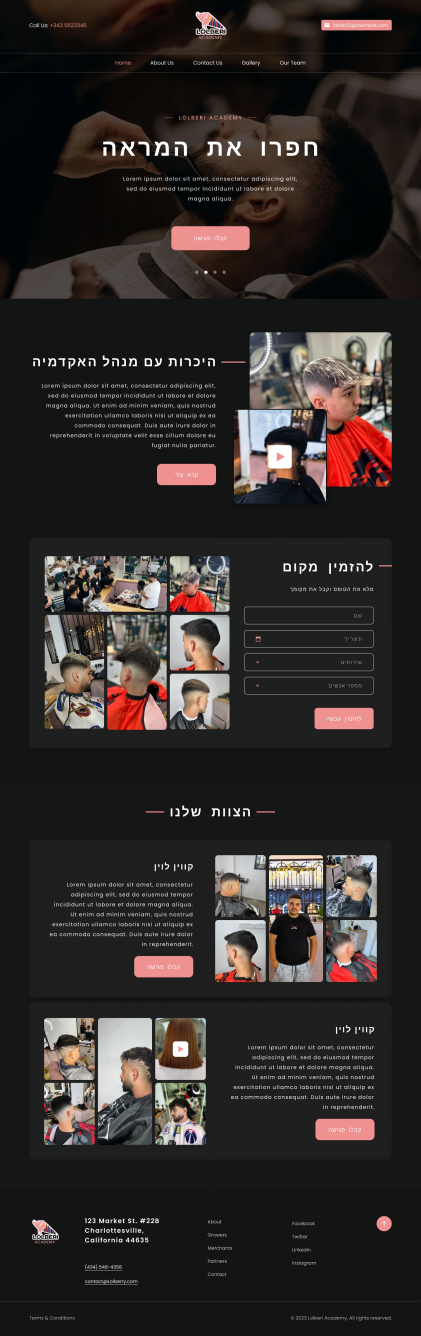 Call Us: +343 5623346
LOLBERI
ACADEMY
Home About Us Contact Us Gallery Our Team
LOLBERI ACADEMY
חפרו את המראה
Lorem ipsum dolor sit amet, consectetur adipiscing elit,
sed do eiusmod tempor incididunt ut labore et dolore
magna aliqua.
קבלו פגישה
היכרות עם מנהל האקדמיה
Lorem ipsum dolor sit amet, consectetur adipiscing elit,
sed do eiusmod tempor incididunt ut labore et dolore
magna aliqua. Ut enim ad minim veniam, quis nostrud
exercitation ullamco laboris nisi ut aliquip ex ea
commodo consequat. Duis aute irure dolor in
reprehenderit in voluptate velit esse cillum dolore eu
fugiat nulla pariatur.
קרא עוד
להזמין מקום
מלא את הטופס וקבל את מקומך
שם
תאריך
שירותים
מספר אנשים
להזמין עכשיו
הצוות שלנו
קווין לוין
Lorem ipsum dolor sit amet, consectetur
adipiscing elit, sed do eiusmod tempor
incididunt ut labore et dolore magna aliqua.
Ut enim ad minim veniam, quis nostrud
exercitation ullamco laboris nisi ut aliquip ex
ea commodo consequat. Duis aute irure dolor
in reprehenderit.
קבלו פגישה
קווין לוין
Lorem ipsum dolor sit amet, consectetur
adipiscing elit, sed do eiusmod tempor
incididunt ut labore et dolore magna aliqua.
Ut enim ad minim veniam, quis nostrud
exercitation ullamco laboris nisi ut aliquip ex
ea commodo consequat. Duis aute irure dolor
in reprehenderit.
קבלו פגישה
LOLBERI
ACADEMY
123 Market St. #22B
Charlottesville,
California 44635
(434) 546-4356
contact@lolberry.com
About
Growers
Merchants
Partners
Contact
Facebook
Twitter
Linkedin
Instagram
Terms & Conditions
© 2023 Lolberi Academy. All rights reserved.